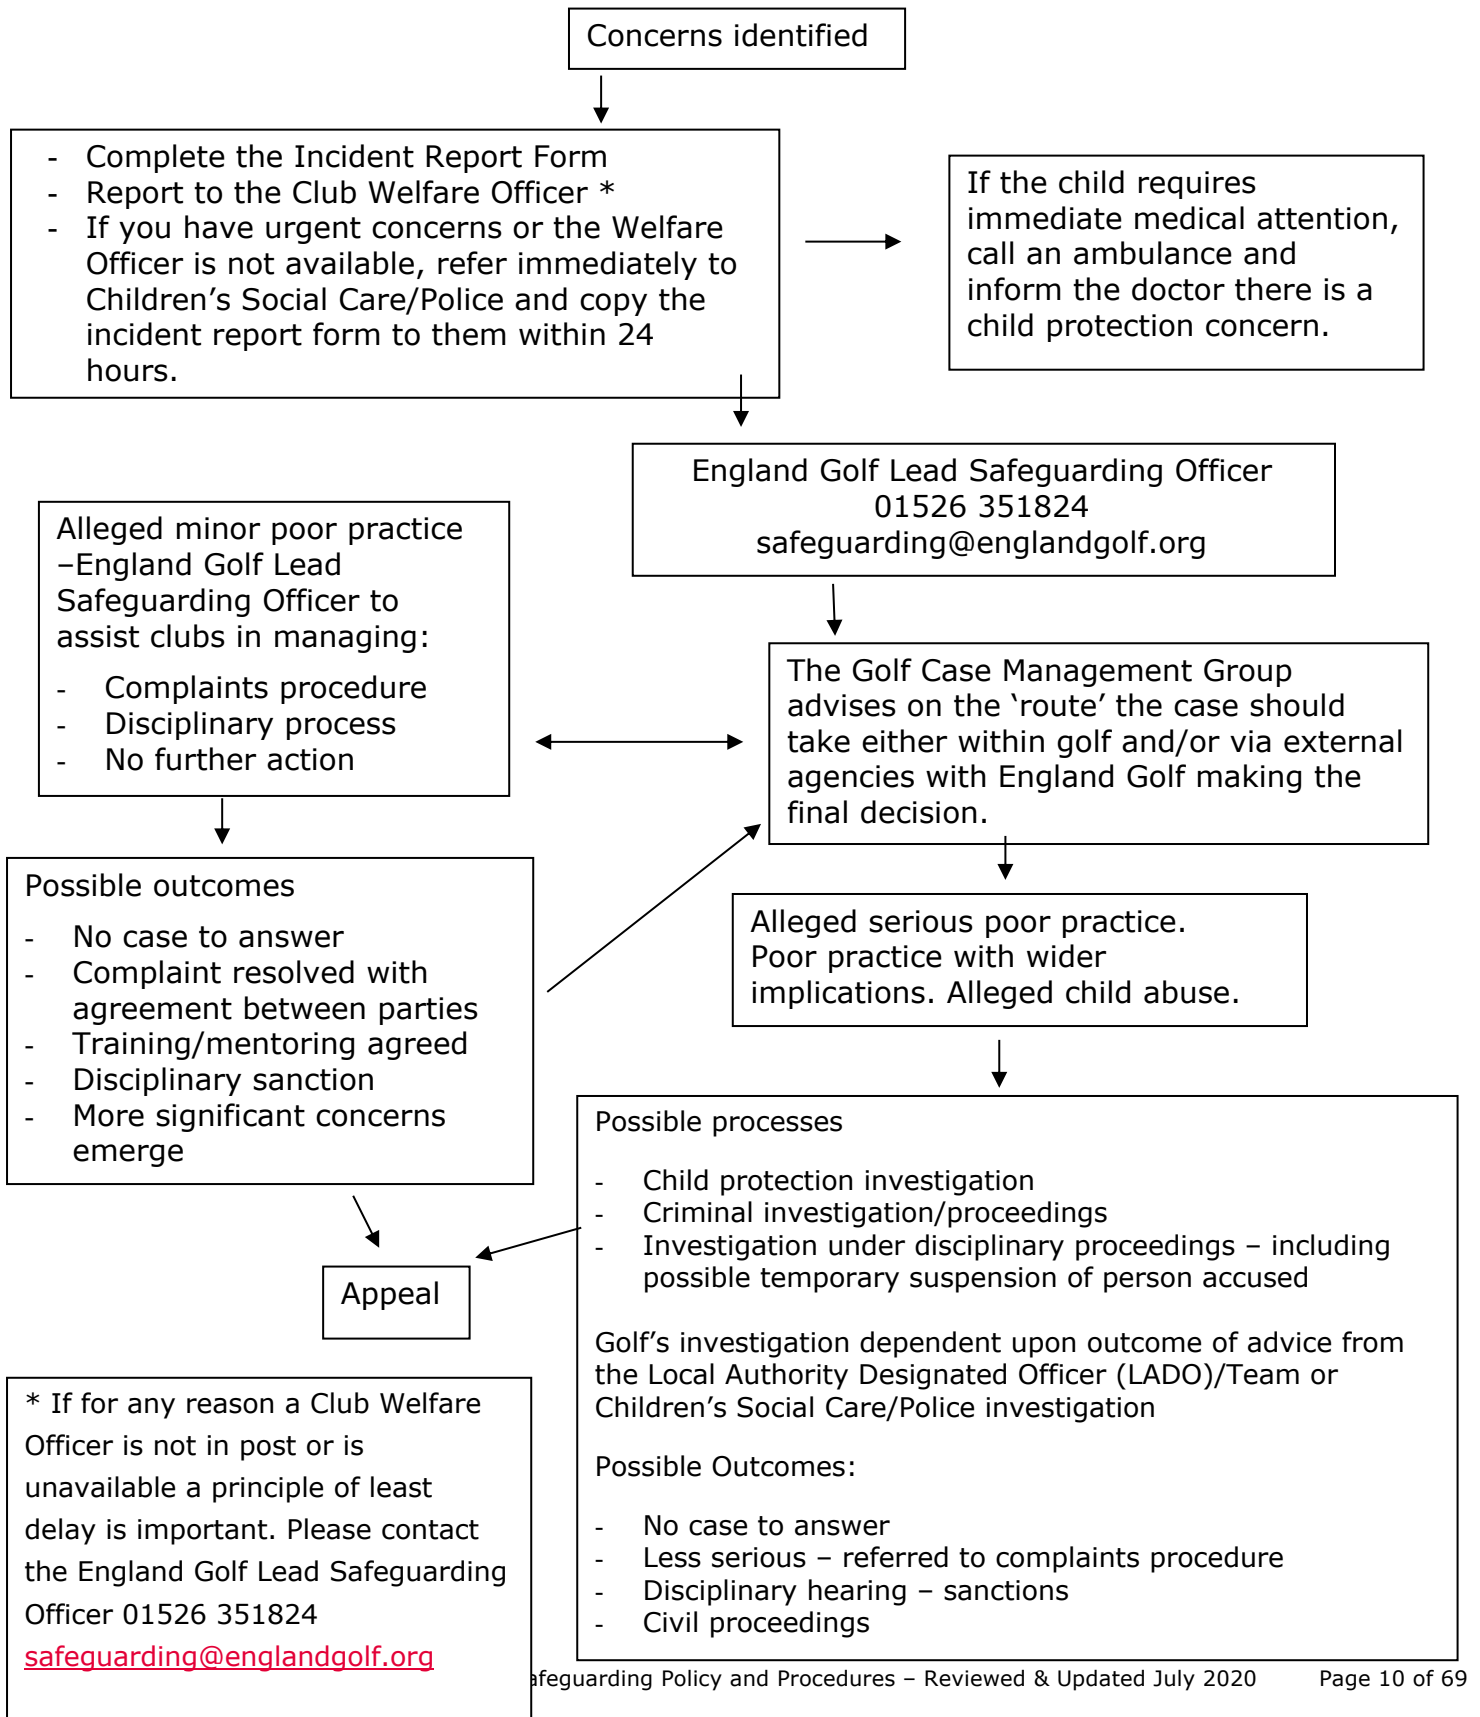 Concerns identified
- Complete the Incident Report Form
- Report to the Club Welfare Officer *
- If you have urgent concerns or the Welfare
Officer is not available, refer immediately to
Children’s Social Care/Police and copy the
incident report form to them within 24
hours.
If the child requires
immediate medical attention,
call an ambulance and
inform the doctor there is a
child protection concern.
England Golf Lead Safeguarding Officer
01526 351824
safeguarding@englandgolf.org
Alleged minor poor practice
–England Golf Lead
Safeguarding Officer to
assist clubs in managing:
- Complaints procedure
- Disciplinary process
- No further action
The Golf Case Management Group
advises on the ‘route’ the case should
take either within golf and/or via external
agencies with England Golf making the
final decision.
Possible outcomes
- No case to answer
- Complaint resolved with
agreement between parties
- Training/mentoring agreed
- Disciplinary sanction
- More significant concerns
emerge
Alleged serious poor practice.
Poor practice with wider
implications. Alleged child abuse.
Possible processes
- Child protection investigation
- Criminal investigation/proceedings
- Investigation under disciplinary proceedings – including
possible temporary suspension of person accused
Golf’s investigation dependent upon outcome of advice from
the Local Authority Designated Officer (LADO)/Team or
Children’s Social Care/Police investigation
Possible Outcomes:
- No case to answer
- Less serious – referred to complaints procedure
- Disciplinary hearing – sanctions
- Civil proceedings
Appeal
* If for any reason a Club Welfare
Officer is not in post or is
unavailable a principle of least
delay is important. Please contact
the England Golf Lead Safeguarding
Officer 01526 351824
safeguarding@englandgolf.org
afeguarding Policy and Procedures – Reviewed & Updated July 2020 Page 10 of 69